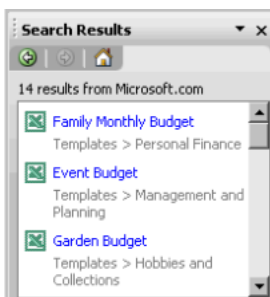 Search Results
14 results from Microsoft.com
Family Monthly Budget
Templates > Personal Finance
Event Budget
Templates > Management and
Planning
Garden Budget
Templates > Hobbies and
Collections